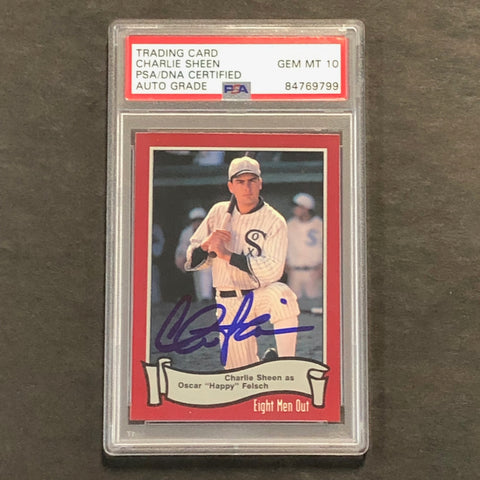 TRADING CARD
CHARLIE SHEEN
PSA/DNA CERTIFIED GEM MT 10
AUTO GRADE PSA 84769799
Charlie Sheen as
Oscar "Happy" Felsch
Eight Men Out